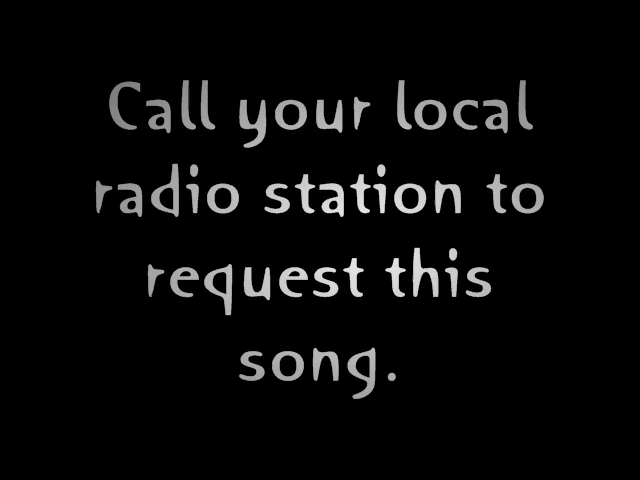 Call your local
radio station to
request this
song.